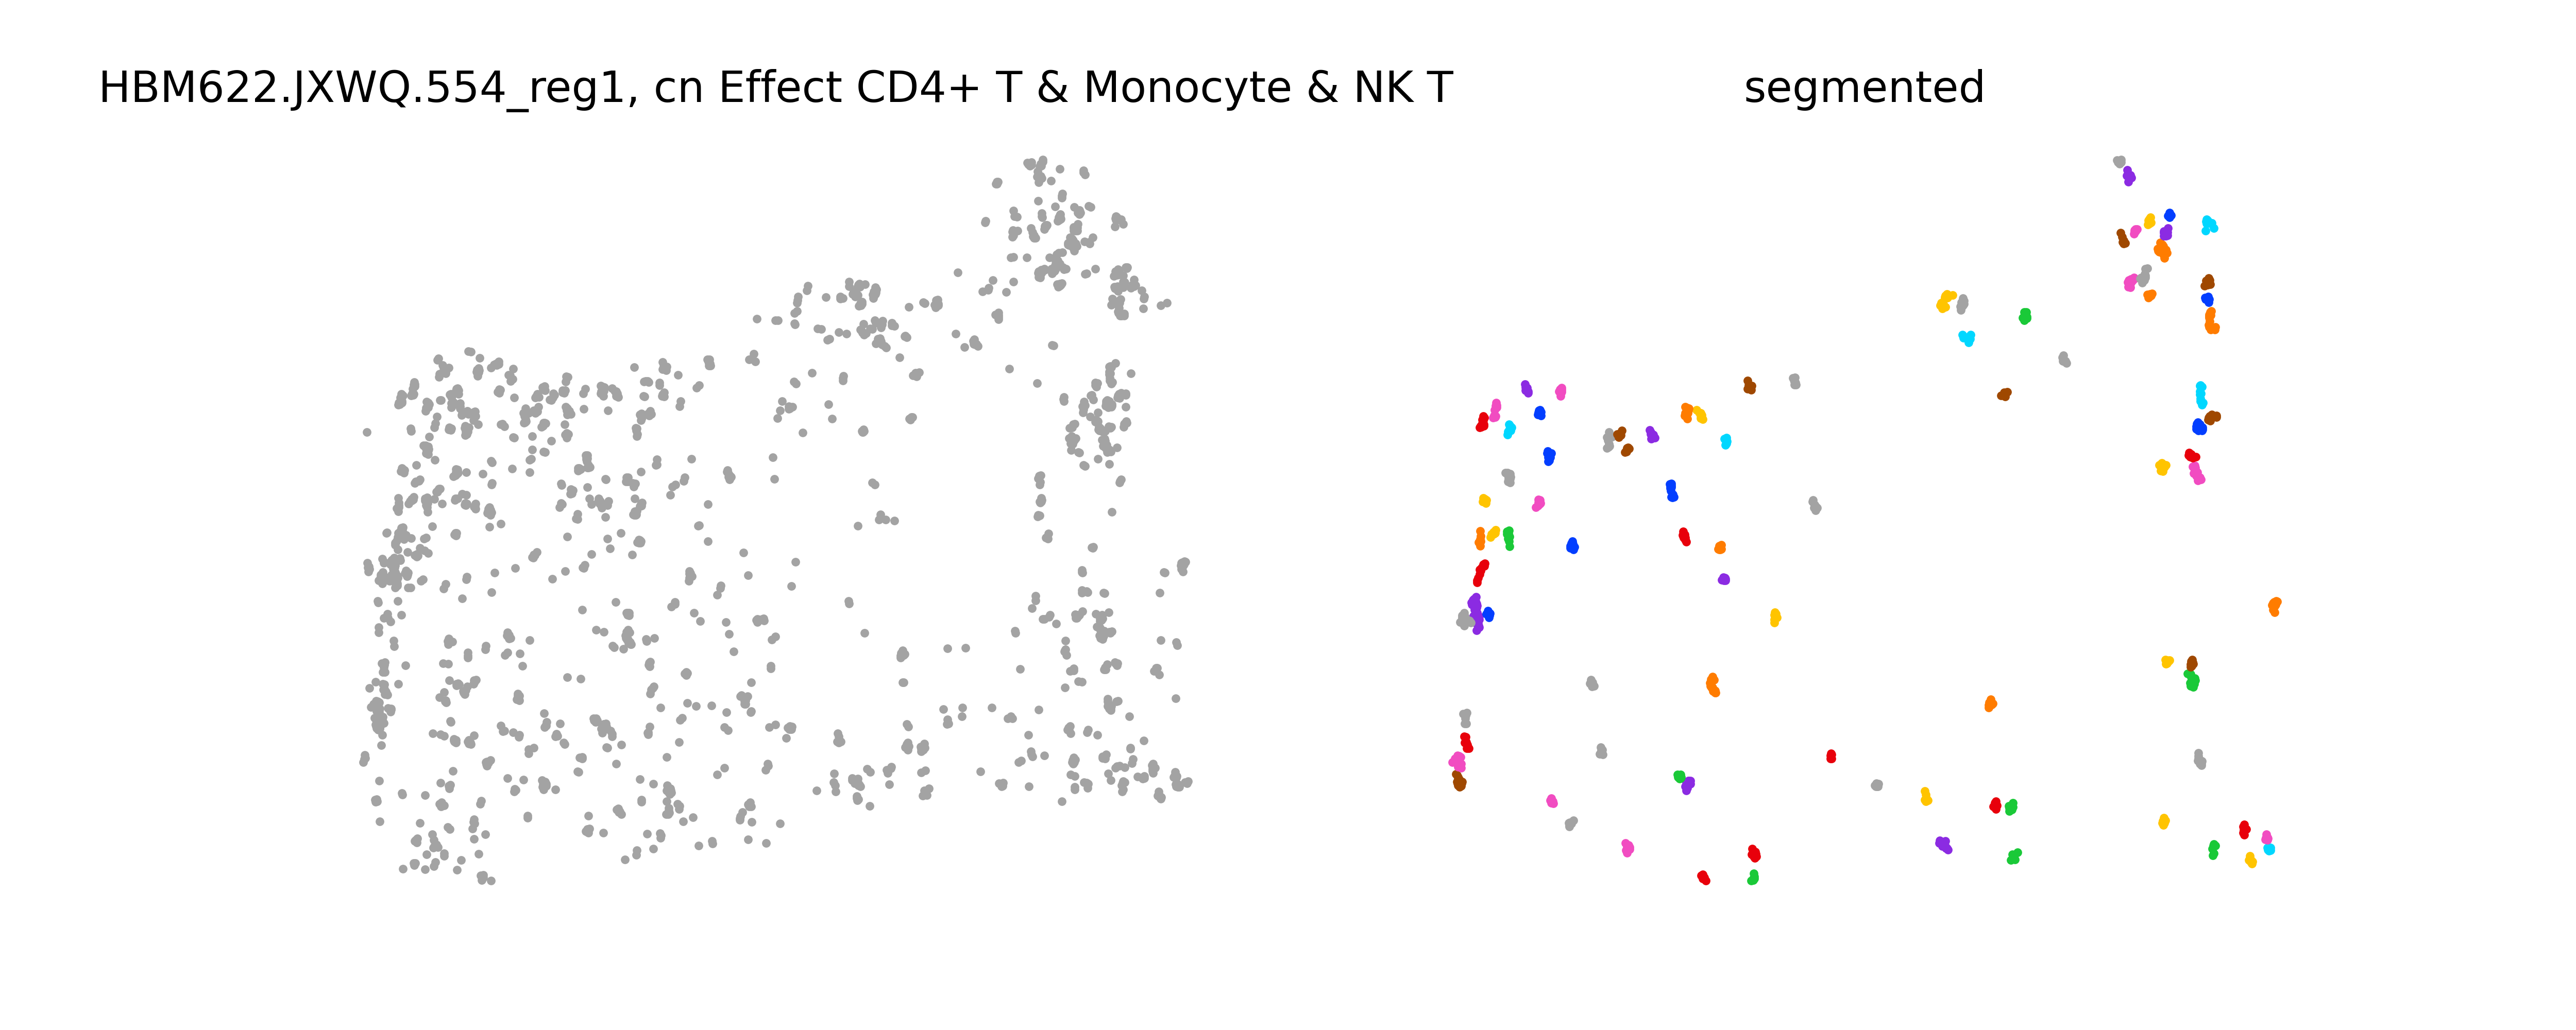 HBM622.JXWQ.554_reg1, cn Effect CD4+ T & Monocyte & NK T
segmented